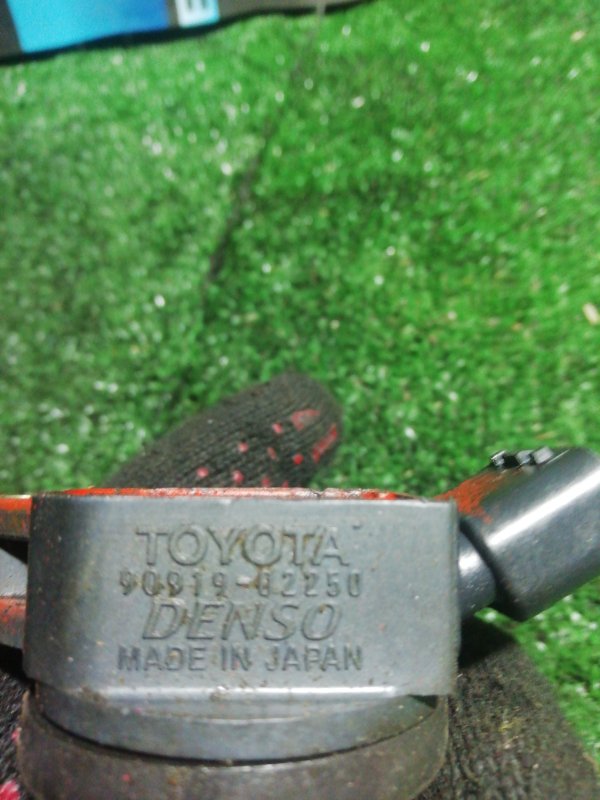 TOYOTA
90919-02250
DENSO
MADE IN JAPAN